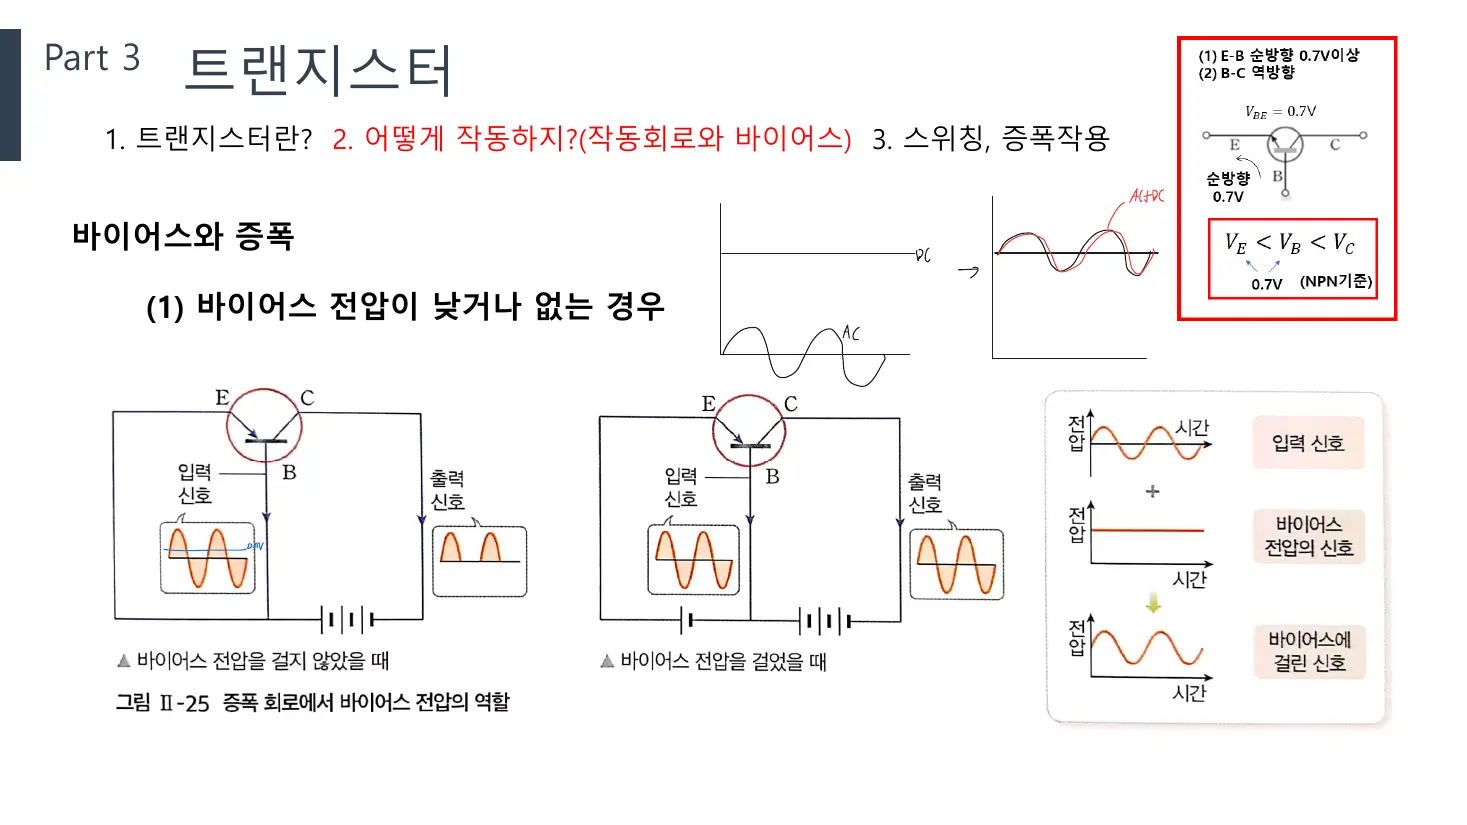 Part 3
트랜지스터
1. 트랜지스터란? 2. 어떻게 작동하지?(작동회로와 바이어스) 3. 스위칭, 증폭작용
(1) E-B 순방향 0.7V이상
(2) B-C 역방향
V_BE = 0.7V
E
C
B
순방향
0.7V
V_E < V_B < V_C
0.7V
(NPN기준)
바이어스와 증폭
(1) 바이어스 전압이 낮거나 없는 경우
DC
AC
AC+DC
E
C
B
입력
신호
출력
신호
▲ 바이어스 전압을 걸지 않았을 때
E
C
B
입력
신호
출력
신호
▲ 바이어스 전압을 걸었을 때
그림 Ⅱ-25 증폭 회로에서 바이어스 전압의 역할
전압
시간
입력 신호
+
전압
시간
바이어스
전압의 신호
전압
시간
바이어스에
걸린 신호